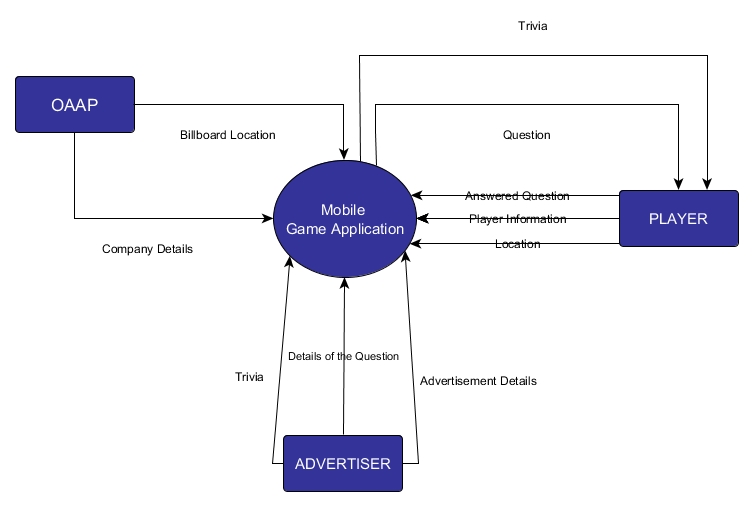 Trivia
OAAP
Billboard Location
Question
Answered Question
Mobile
Game Application
Player Information
PLAYER
Location
Company Details
Details of the Question
Trivia
Advertisement Details
ADVERTISER